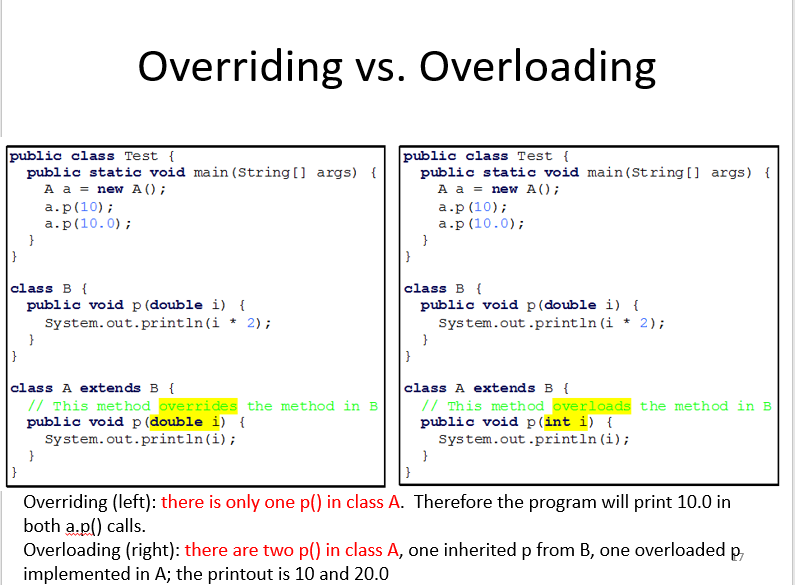 Overriding vs. Overloading
public class Test {
public static void main(String[] args) {
A a = new A();
a.p(10);
a.p(10.0);
}
}
class B {
public void p(double i) {
System.out.println(i * 2);
}
}
class A extends B {
// This method overrides the method in B
public void p(double i) {
System.out.println(i);
}
}
public class Test {
public static void main(String[] args) {
A a = new A();
a.p(10);
a.p(10.0);
}
}
class B {
public void p(double i) {
System.out.println(i * 2);
}
}
class A extends B {
// This method overloads the method in B
public void p(int i) {
System.out.println(i);
}
}
Overriding (left): there is only one p() in class A. Therefore the program will print 10.0 in
both a.p() calls.
Overloading (right): there are two p() in class A, one inherited p from B, one overloaded p
implemented in A; the printout is 10 and 20.0
17